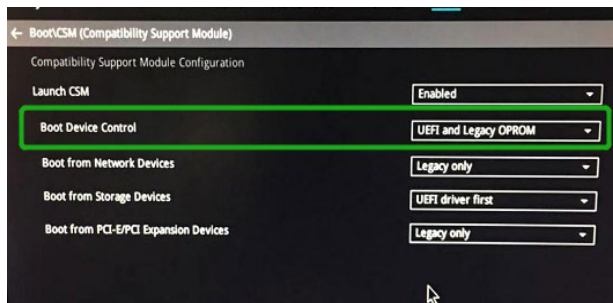 ← Boot\CSM (Compatibility Support Module)
Compatibility Support Module Configuration
Launch CSM Enabled
Boot Device Control UEFI and Legacy OPROM
Boot from Network Devices Legacy only
Boot from Storage Devices UEFI driver first
Boot from PCI-E/PCI Expansion Devices Legacy only